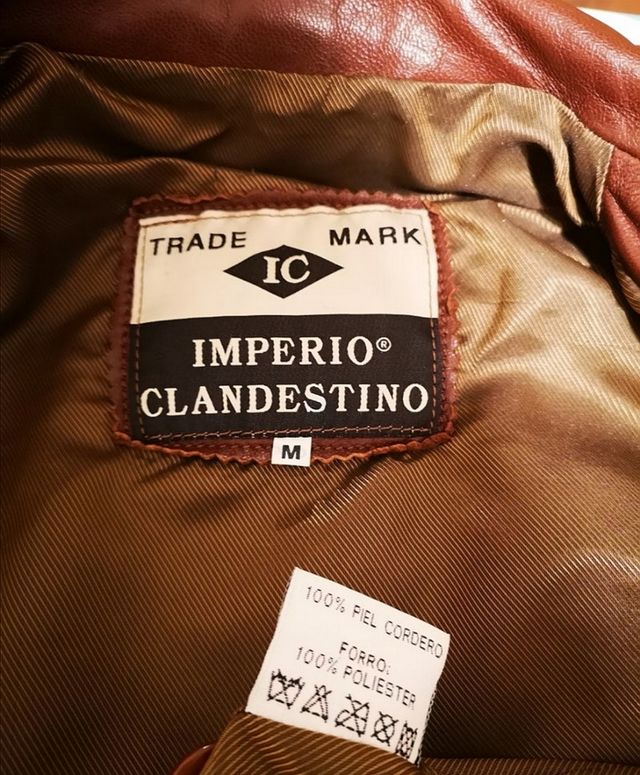 TRADE MARK
IC
IMPERIO®
CLANDESTINO
M
100% PIEL CORDERO
FORRO:
100% POLIESTER